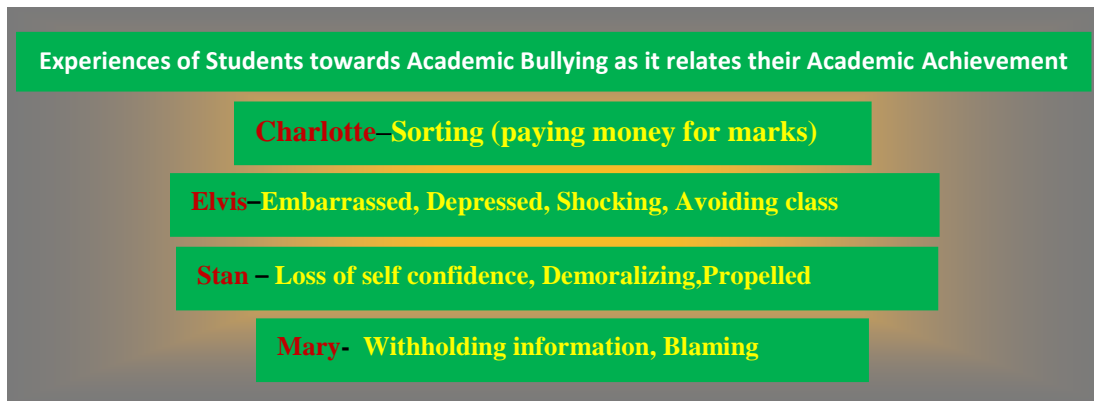 Experiences of Students towards Academic Bullying as it relates their Academic Achievement
Charlotte–Sorting (paying money for marks)
Elvis–Embarrassed, Depressed, Shocking, Avoiding class
Stan – Loss of self confidence, Demoralizing,Propelled
Mary- Withholding information, Blaming